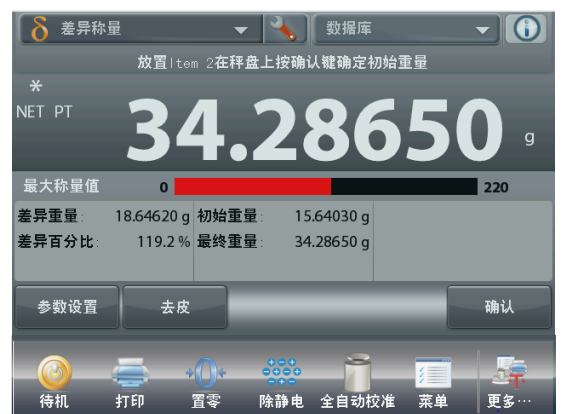 δ 差异称量 数据库
放置Item 2在秤盘上按确认键确定初始重量
*
NET PT
34.28650 g
最大称量值 0 220
差异重量: 18.64620 g 初始重量: 15.64030 g
差异百分比: 119.2 % 最终重量: 34.28650 g
参数设置 去皮 确认
待机 打印 置零 除静电 全自动校准 菜单 更多…